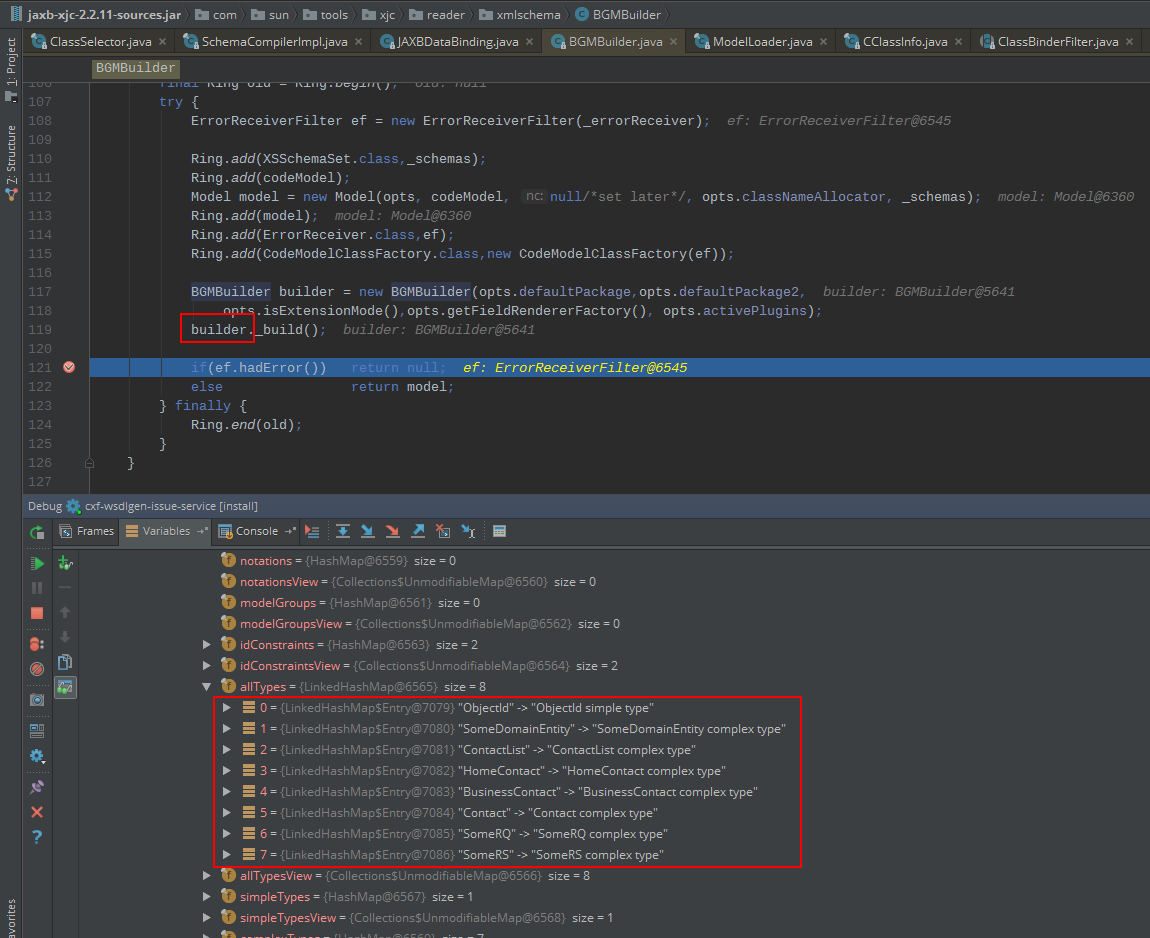 jaxb-xjc-2.2.11-sources.jar com sun tools xjc reader xmlschema BGMBuilder
1: Project
7: Structure
avorites
ClassSelector.java × SchemaCompilerImpl.java × JAXBDataBinding.java × BGMBuilder.java × ModelLoader.java × CClassInfo.java × ClassBinderFilter.java ×
BGMBuilder
106 final Ring old = Ring.begin(); old: null
107 try {
108 ErrorReceiverFilter ef = new ErrorReceiverFilter(_errorReceiver); ef: ErrorReceiverFilter@6545
109
110 Ring.add(XSSchemaSet.class,_schemas);
111 Ring.add(codeModel);
112 Model model = new Model(opts, codeModel, nc: null/*set later*/, opts.classNameAllocator, _schemas); model: Model@6360
113 Ring.add(model); model: Model@6360
114 Ring.add(ErrorReceiver.class,ef);
115 Ring.add(CodeModelClassFactory.class,new CodeModelClassFactory(ef));
116
117 BGMBuilder builder = new BGMBuilder(opts.defaultPackage,opts.defaultPackage2, builder: BGMBuilder@5641
118 opts.isExtensionMode(),opts.getFieldRendererFactory(), opts.activePlugins);
119 builder._build(); builder: BGMBuilder@5641
120
121 if(ef.hadError()) return null; ef: ErrorReceiverFilter@6545
122 else return model;
123 } finally {
124 Ring.end(old);
125 }
126 }
127
Debug cxf-wsdlgen-issue-service [install]
Frames Variables Console
notations = {HashMap@6559} size = 0
notationsView = {Collections$UnmodifiableMap@6560} size = 0
modelGroups = {HashMap@6561} size = 0
modelGroupsView = {Collections$UnmodifiableMap@6562} size = 0
idConstraints = {HashMap@6563} size = 2
idConstraintsView = {Collections$UnmodifiableMap@6564} size = 2
allTypes = {LinkedHashMap@6565} size = 8
0 = {LinkedHashMap$Entry@7079} "ObjectId" -> "ObjectId simple type"
1 = {LinkedHashMap$Entry@7080} "SomeDomainEntity" -> "SomeDomainEntity complex type"
2 = {LinkedHashMap$Entry@7081} "ContactList" -> "ContactList complex type"
3 = {LinkedHashMap$Entry@7082} "HomeContact" -> "HomeContact complex type"
4 = {LinkedHashMap$Entry@7083} "BusinessContact" -> "BusinessContact complex type"
5 = {LinkedHashMap$Entry@7084} "Contact" -> "Contact complex type"
6 = {LinkedHashMap$Entry@7085} "SomeRQ" -> "SomeRQ complex type"
7 = {LinkedHashMap$Entry@7086} "SomeRS" -> "SomeRS complex type"
allTypesView = {Collections$UnmodifiableMap@6566} size = 8
simpleTypes = {HashMap@6567} size = 1
simpleTypesView = {Collections$UnmodifiableMap@6568} size = 1